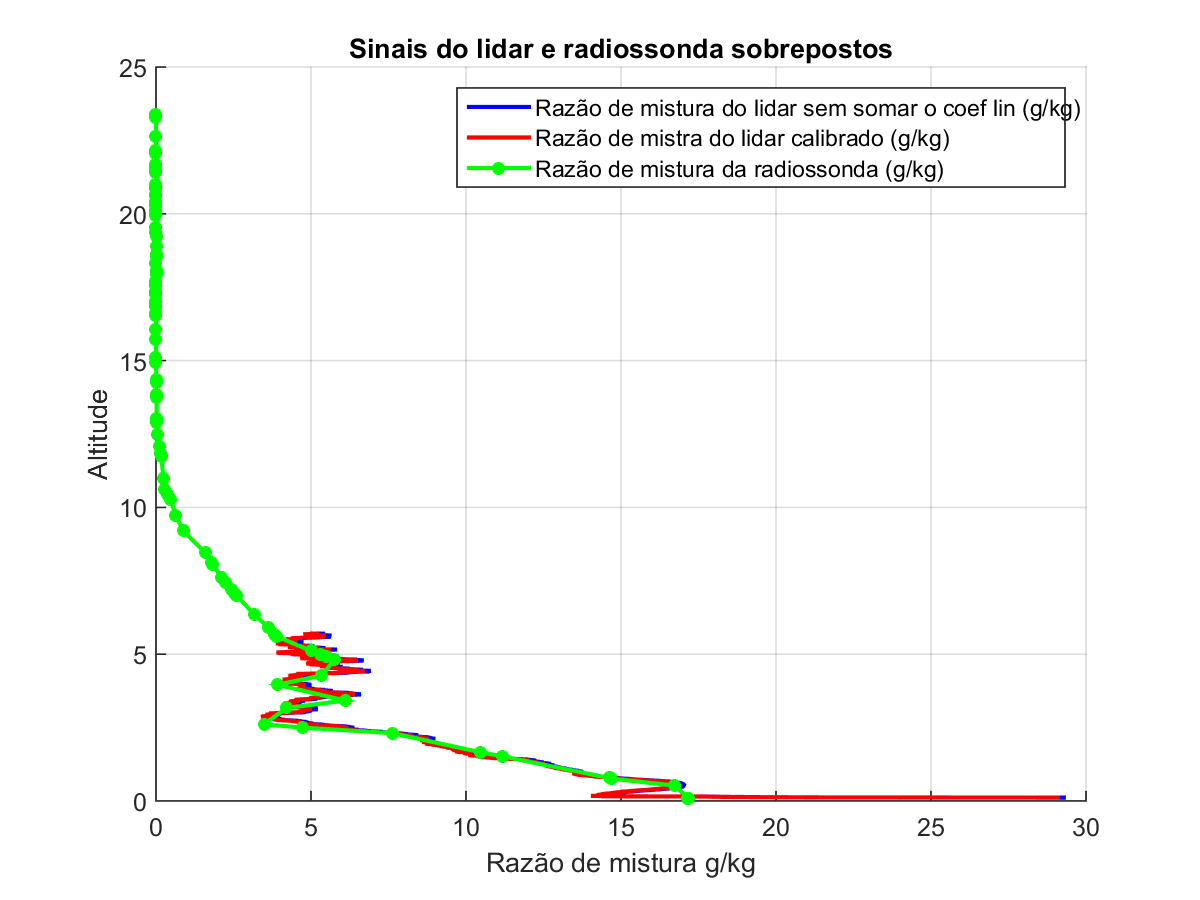 Sinais do lidar e radiossonda sobrepostos
Razão de mistura do lidar sem somar o coef lin (g/kg)
Razão de mistra do lidar calibrado (g/kg)
Razão de mistura da radiossonda (g/kg)
25
20
15
10
5
0
Altitude
0 5 10 15 20 25 30
Razão de mistura g/kg